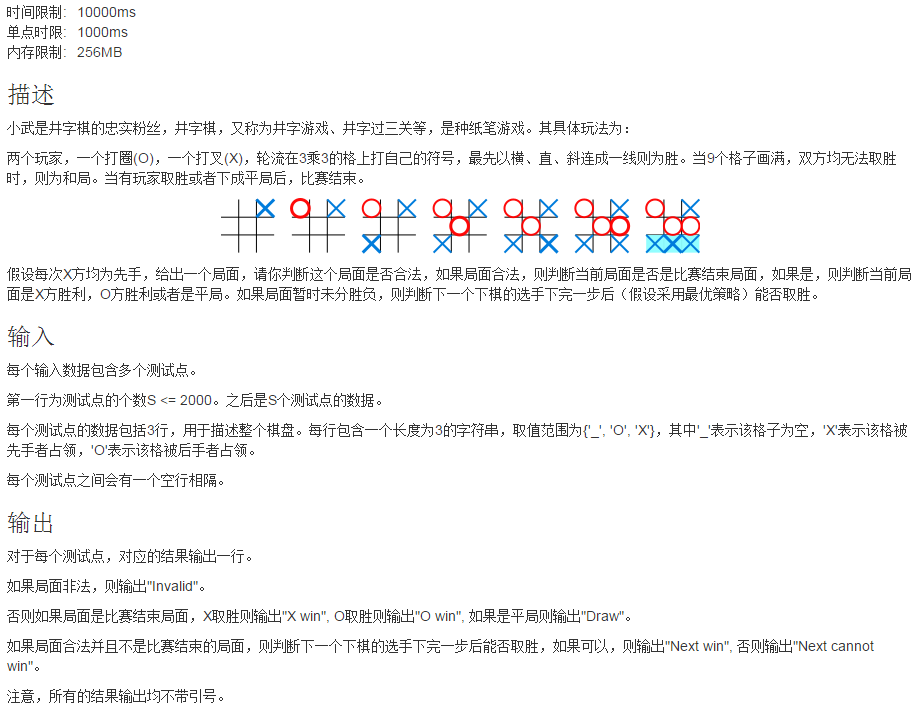 时间限制: 10000ms
单点时限: 1000ms
内存限制: 256MB
描述
小武是井字棋的忠实粉丝，井字棋，又称为井字游戏、井字过三关等，是种纸笔游戏。其具体玩法为：
两个玩家，一个打圈(O)，一个打叉(X)，轮流在3乘3的格上打自己的符号，最先以横、直、斜连成一线则为胜。当9个格子画满，双方均无法取胜
时，则为和局。当有玩家取胜或者下成平局后，比赛结束。
假设每次X方均为先手，给出一个局面，请你判断这个局面是否合法，如果局面合法，则判断当前局面是否是比赛结束局面，如果是，则判断当前局
面是X方胜利，O方胜利或者是平局。如果局面暂时未分胜负，则判断下一个下棋的选手下完一步后（假设采用最优策略）能否取胜。
输入
每个输入数据包含多个测试点。
第一行为测试点的个数S <= 2000。之后是S个测试点的数据。
每个测试点的数据包括3行，用于描述整个棋盘。每行包含一个长度为3的字符串，取值范围为{'_', 'O', 'X'}，其中'_'表示该格子为空，'X'表示该格被
先手者占领，'O'表示该格被后手者占领。
每个测试点之间会有一个空行相隔。
输出
对于每个测试点，对应的结果输出一行。
如果局面非法，则输出"Invalid"。
否则如果局面是比赛结束局面，X取胜则输出"X win", O取胜则输出"O win", 如果是平局则输出"Draw"。
如果局面合法并且不是比赛结束的局面，则判断下一个下棋的选手下完一步后能否取胜，如果可以，则输出"Next win", 否则输出"Next cannot
win"。
注意，所有的结果输出均不带引号。